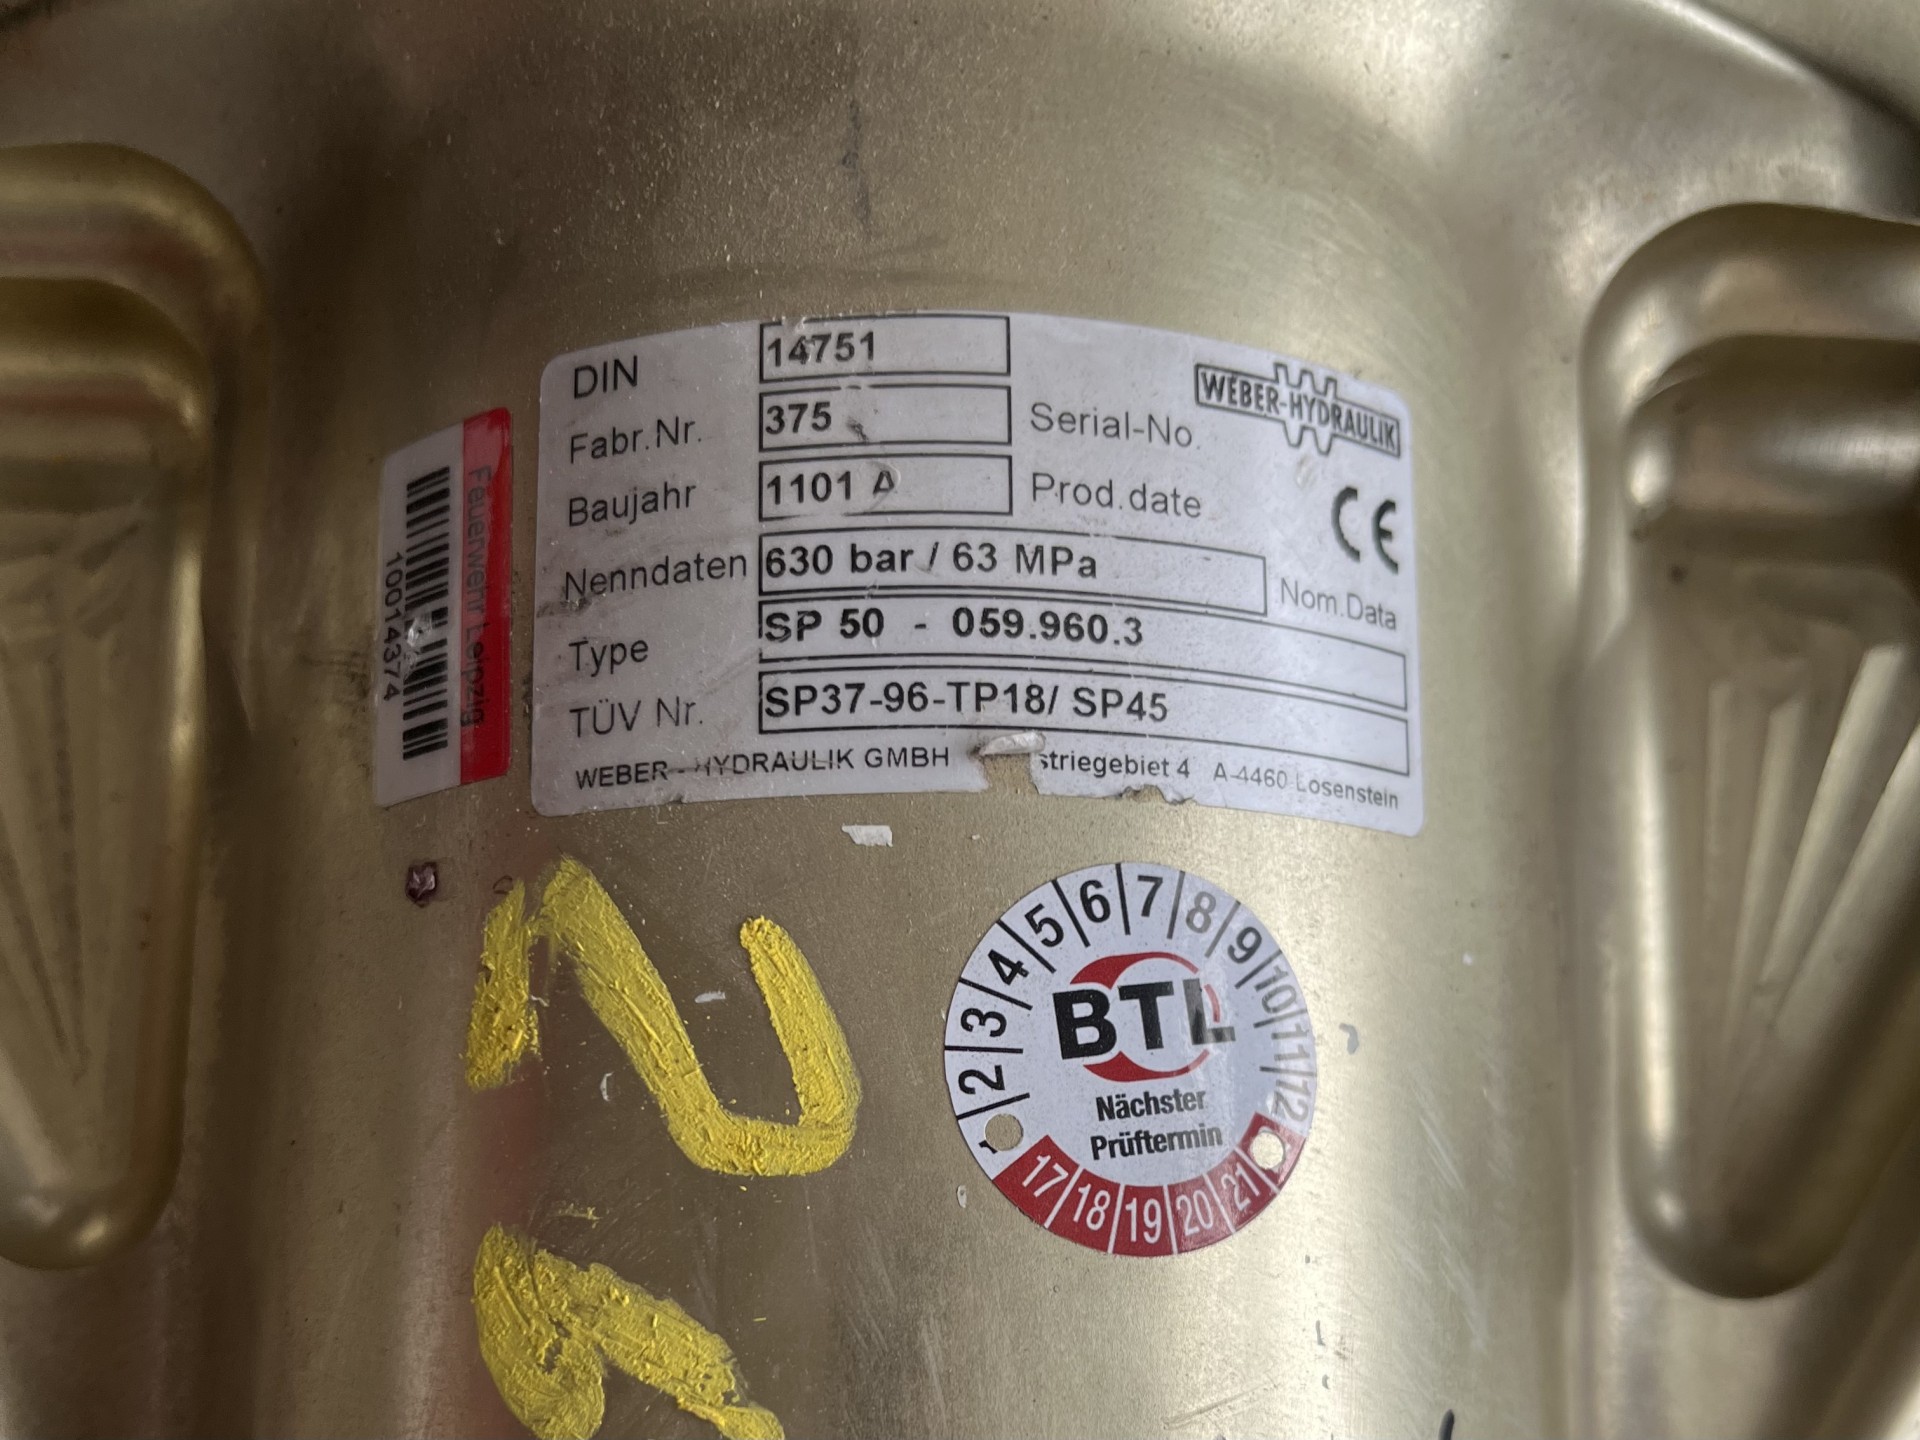 DIN 14751
Fabr.Nr. 375 Serial-No.
Baujahr 1101 A Prod.date
Nenndaten 630 bar / 63 MPa Nom.Data
Type SP 50 - 059.960.3
TÜV Nr. SP37-96-TP18/ SP45
WEBER - HYDRAULIK GMBH striegebiet 4 A-4460 Losenstein
WEBER-HYDRAULIK
CE
Feuerwehr Leipzig
10014374
1 2 3 4 5 6 7 8 9 10 11 12
BTL
Nächster
Prüftermin
17 18 19 20 21